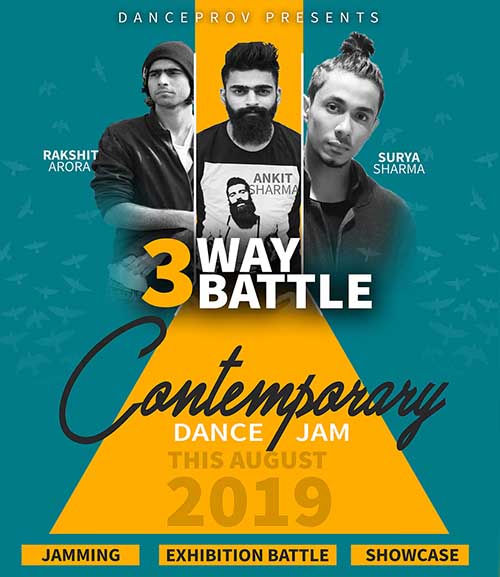 DANCEPROV PRESENTS
RAKSHIT
ARORA
ANKIT
SHARMA
SURYA
SHARMA
3 WAY
BATTLE
Contemporary
DANCE JAM
THIS AUGUST
2019
JAMMING
EXHIBITION BATTLE
SHOWCASE